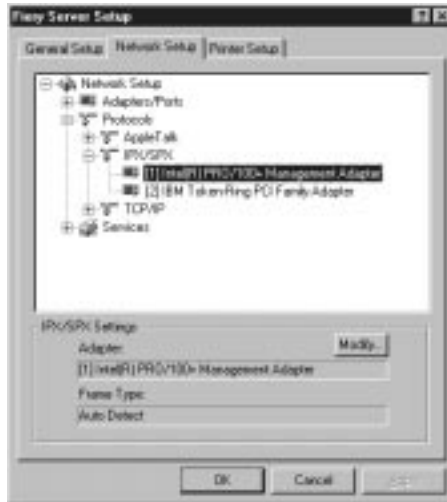 Fiery Server Setup
General Setup Network Setup Printer Setup
Network Setup
Adapters/Ports
Protocols
AppleTalk
IPX/SPX
[1] Intel(R) PRO/100+ Management Adapter
[2] IBM Token-Ring PCI Family Adapter
TCP/IP
Services
IPX/SPX Settings
Adapter:
Modify...
[1] Intel(R) PRO/100+ Management Adapter
Frame Type:
Auto Detect
OK Cancel